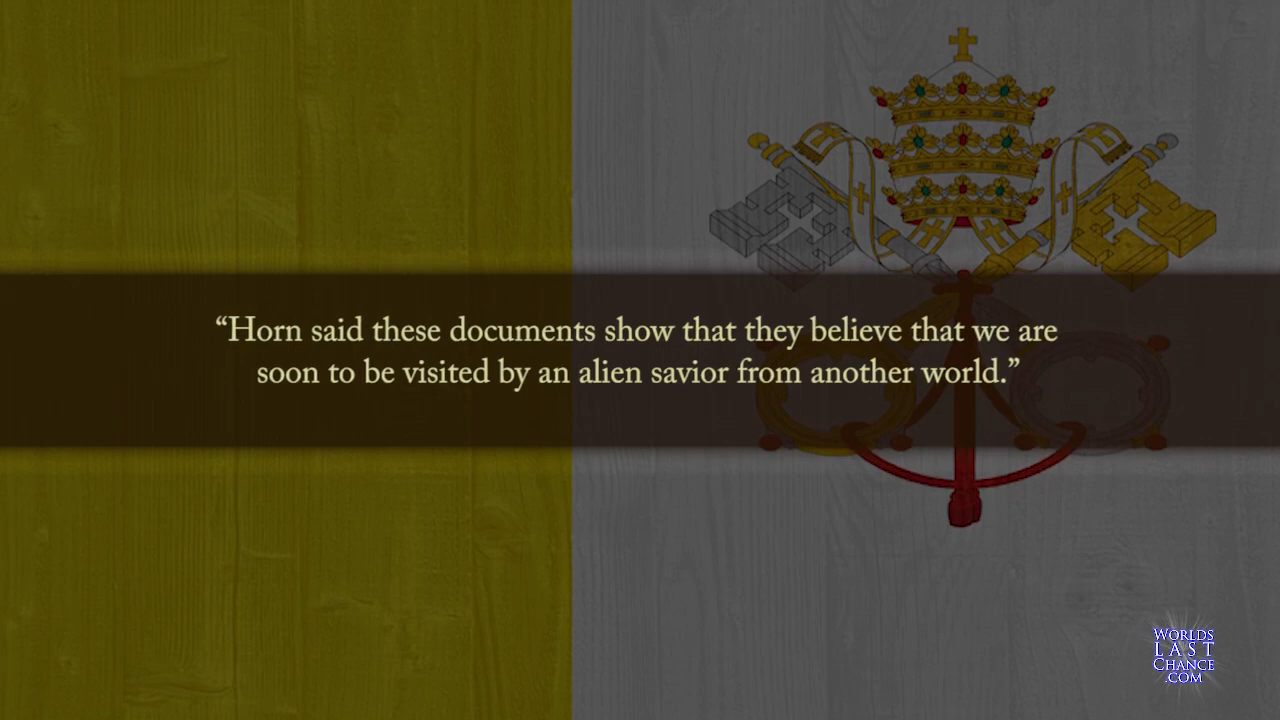 “Horn said these documents show that they believe that we are
soon to be visited by an alien savior from another world.”
WORLDS
LAST
CHANCE
.COM